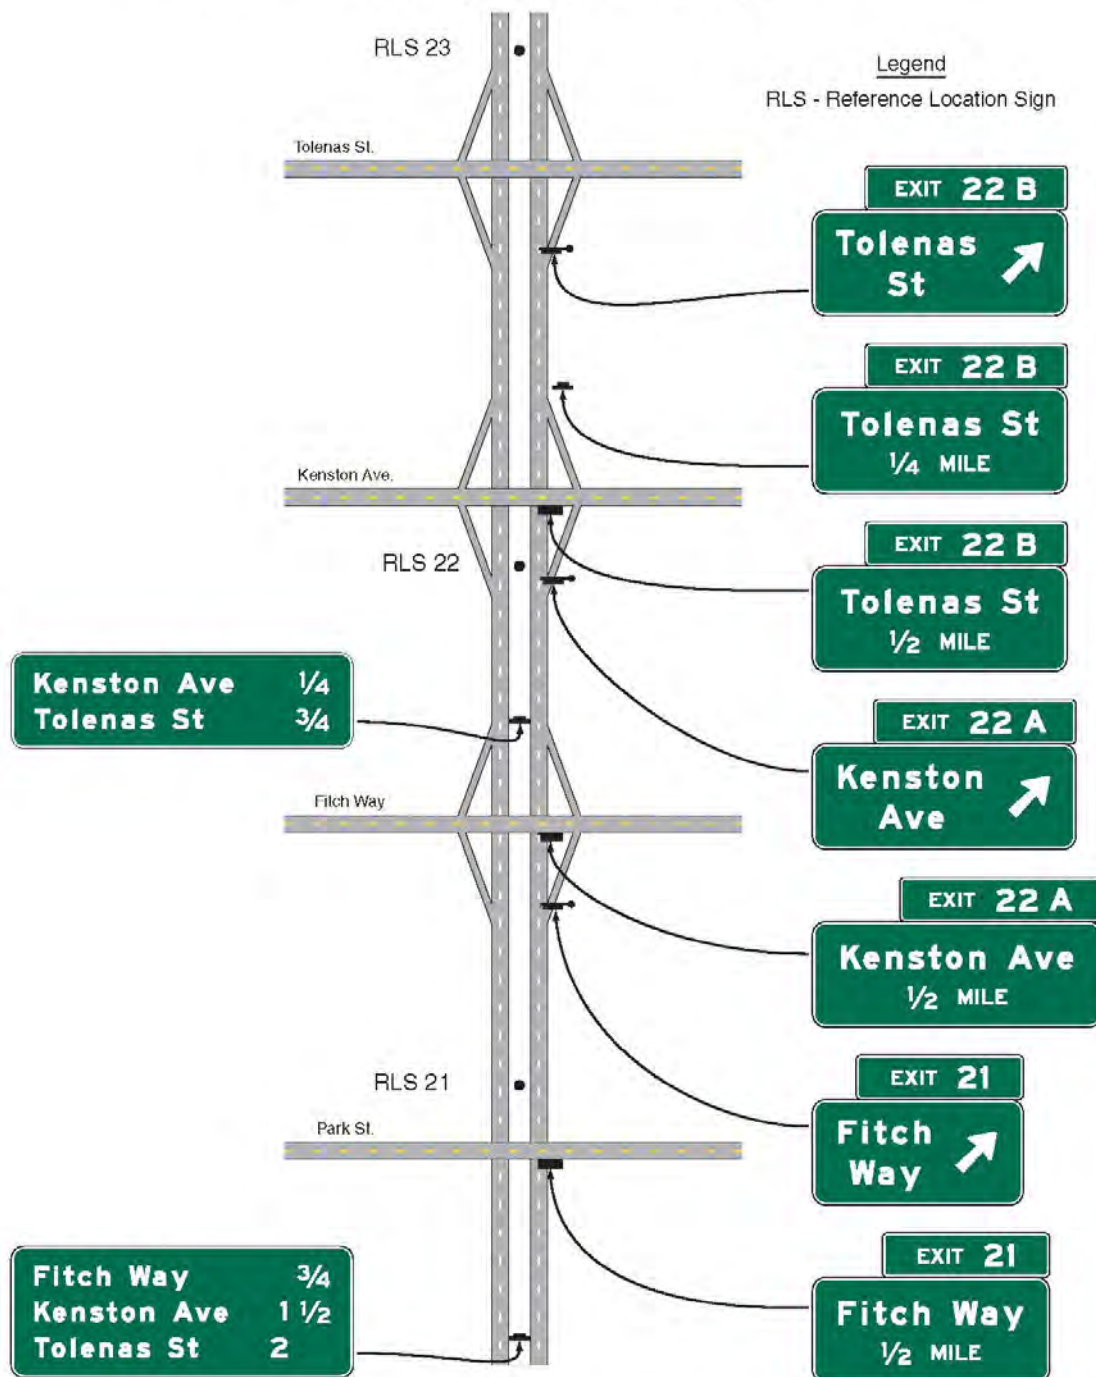 RLS 23
Legend
RLS - Reference Location Sign
Tolenas St.
EXIT 22 B
Tolenas
St
EXIT 22 B
Tolenas St
1/4 MILE
Kenston Ave.
RLS 22
EXIT 22 B
Tolenas St
1/2 MILE
Kenston Ave 1/4
Tolenas St 3/4
EXIT 22 A
Kenston
Ave
Fitch Way
EXIT 22 A
Kenston Ave
1/2 MILE
RLS 21
EXIT 21
Fitch
Way
Park St.
EXIT 21
Fitch Way
1/2 MILE
Fitch Way 3/4
Kenston Ave 1 1/2
Tolenas St 2